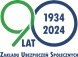 90 LAT
1934
2024
ZAKŁADU UBEZPIECZEŃ SPOŁECZNYCH